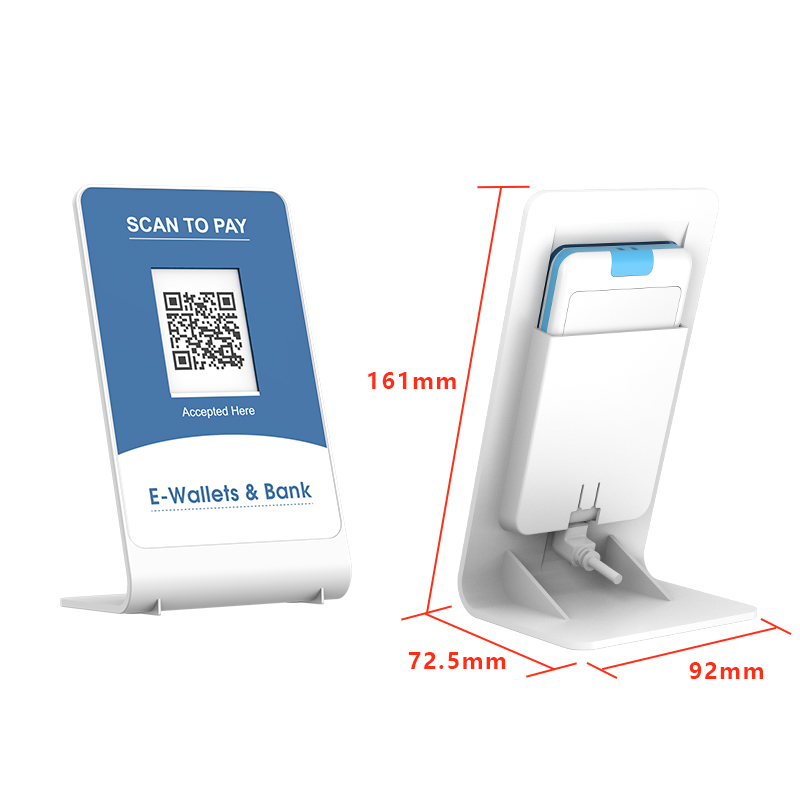 SCAN TO PAY
Accepted Here
E-Wallets & Bank
161mm
72.5mm
92mm